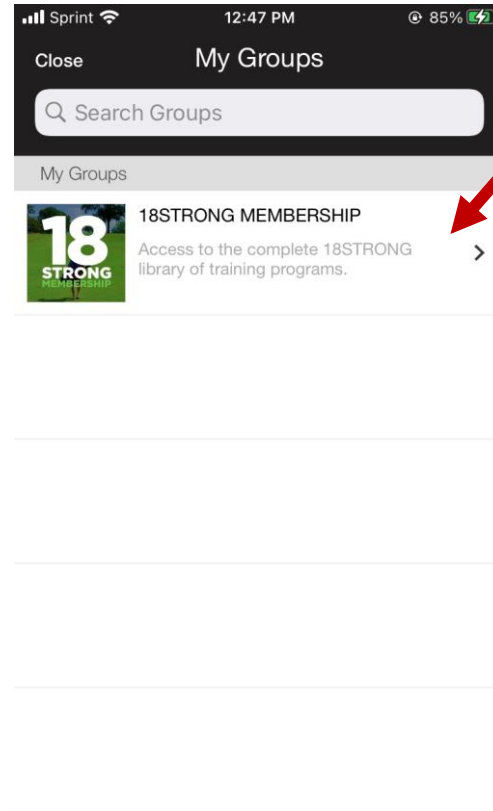 Sprint 12:47 PM 85%
Close My Groups
Search Groups
My Groups
18STRONG MEMBERSHIP
Access to the complete 18STRONG
library of training programs.
18
STRONG
MEMBERSHIP